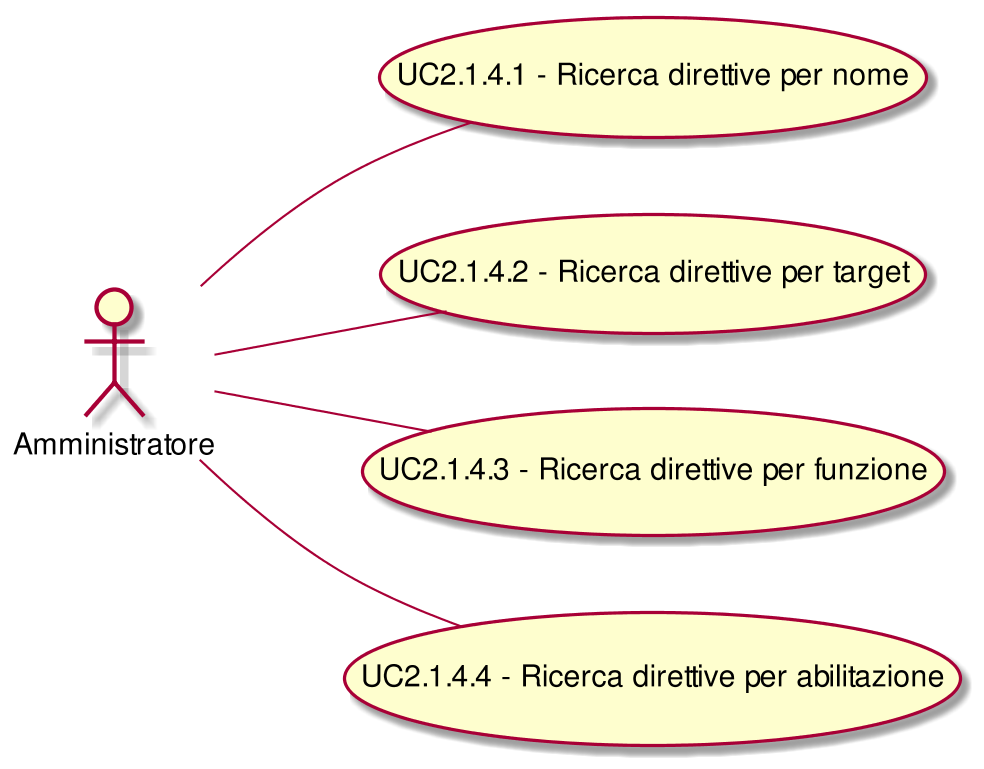 UC2.1.4.1 - Ricerca direttive per nome
UC2.1.4.2 - Ricerca direttive per target
Amministratore
UC2.1.4.3 - Ricerca direttive per funzione
UC2.1.4.4 - Ricerca direttive per abilitazione